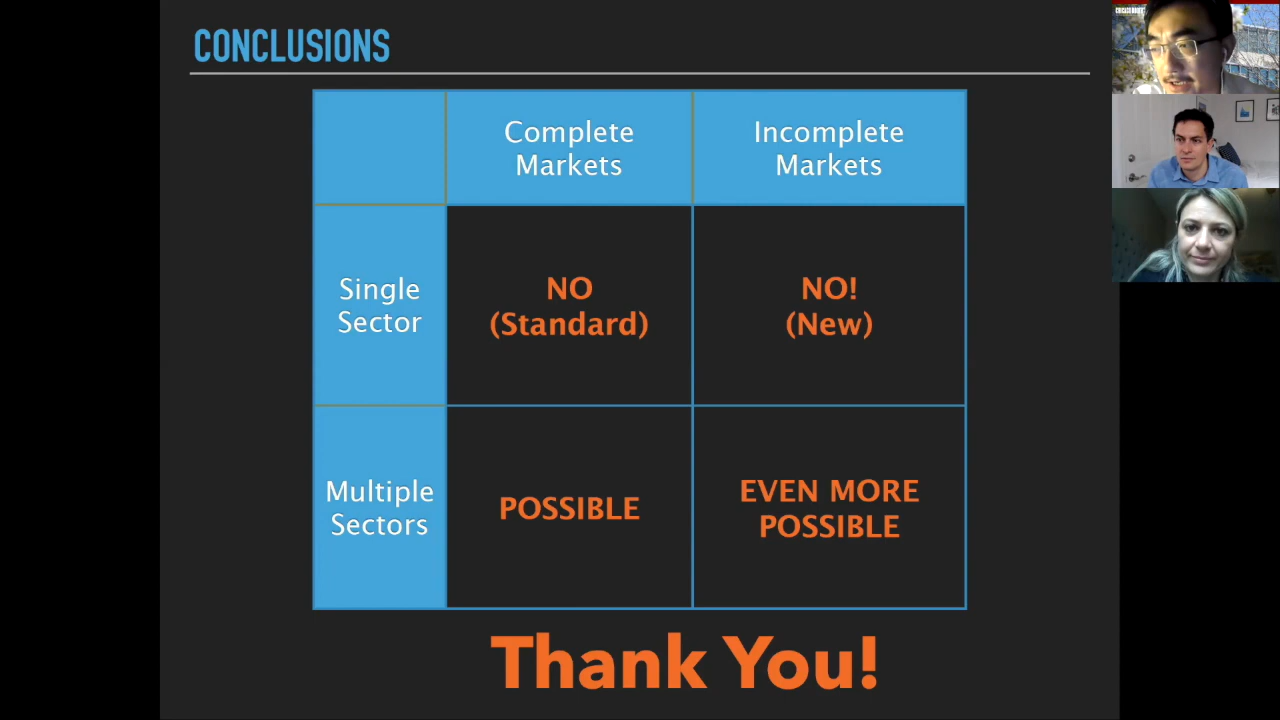 CONCLUSIONS
Complete
Markets
Incomplete
Markets
Single
Sector
NO
(Standard)
NO!
(New)
Multiple
Sectors
POSSIBLE
EVEN MORE
POSSIBLE
Thank You!